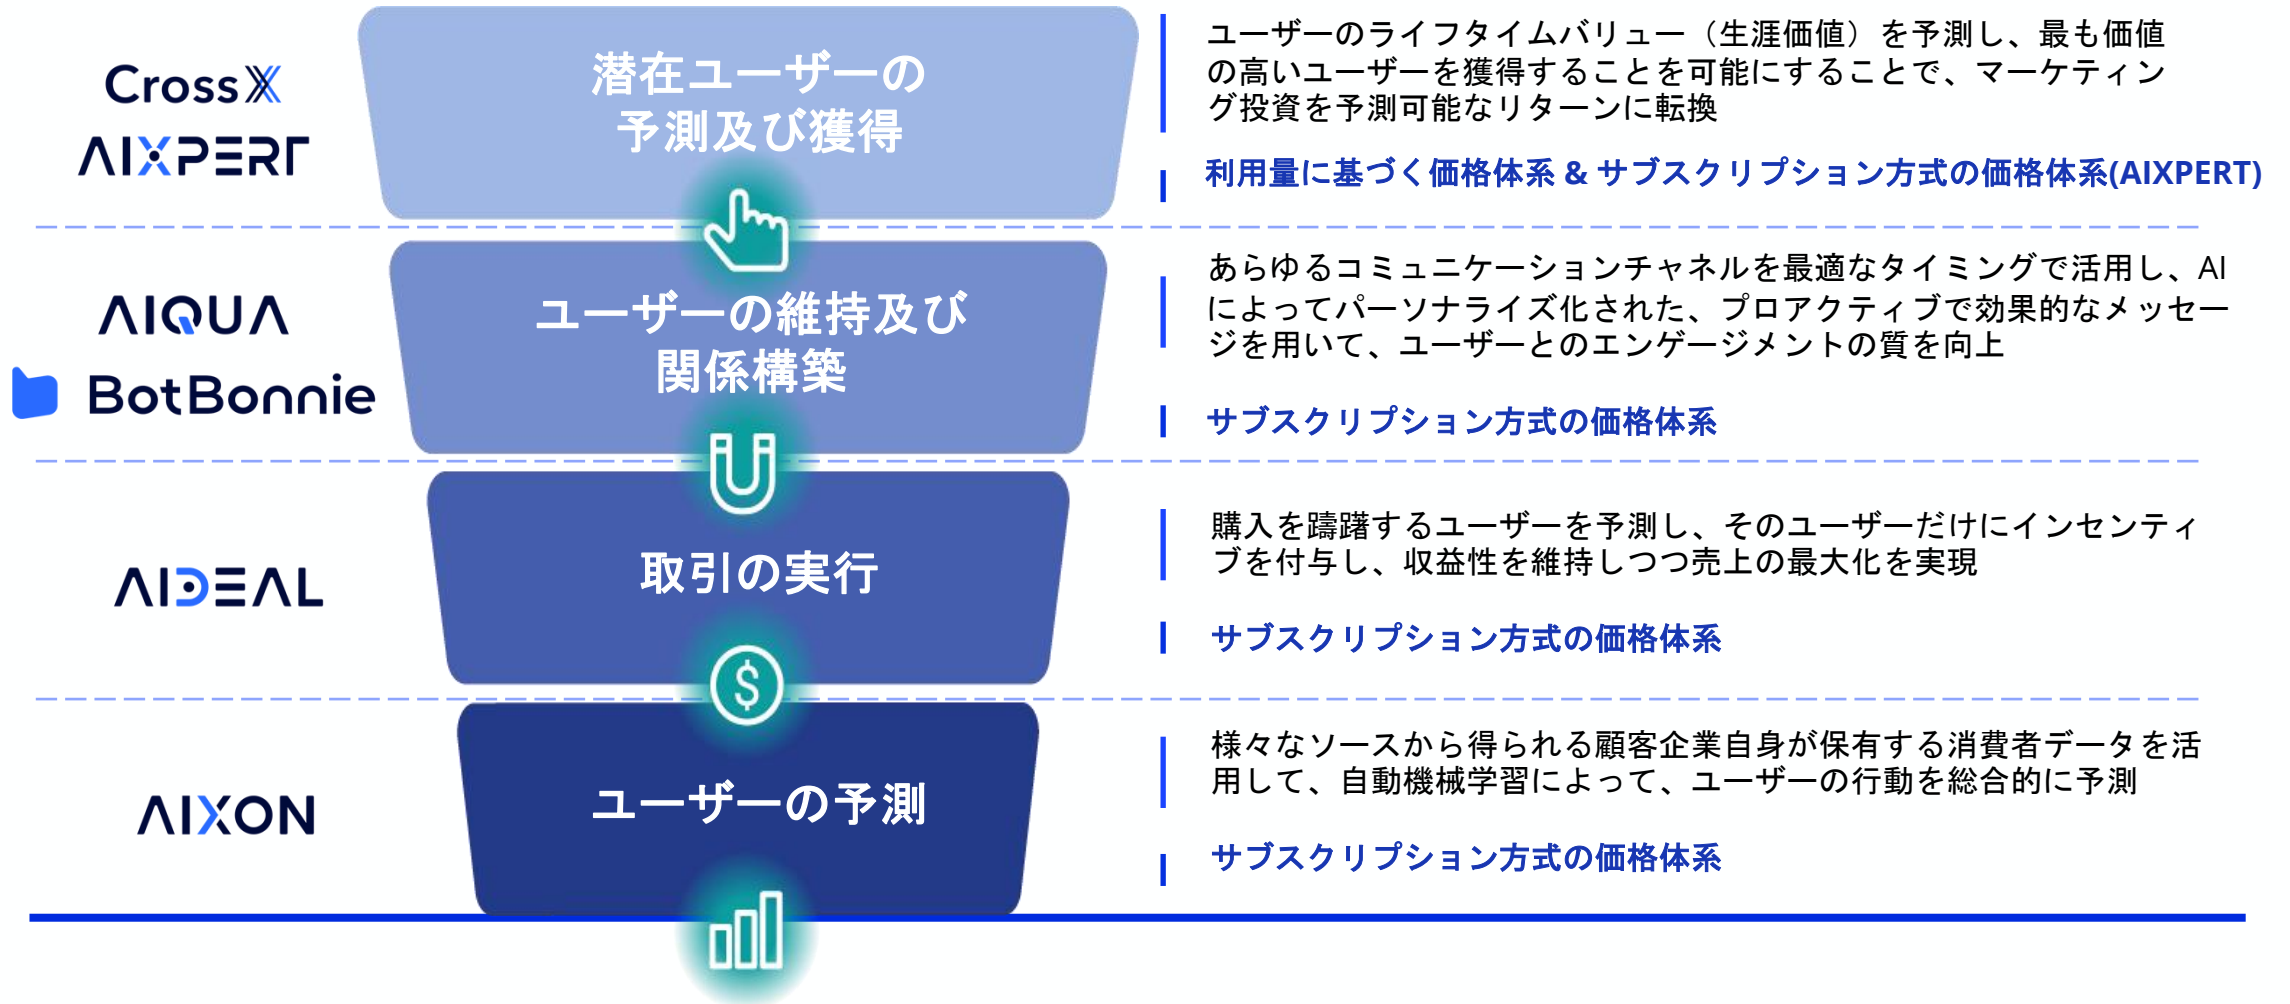 CrossX
AIXPERT
潜在ユーザーの
予測及び獲得
ユーザーのライフタイムバリュー（生涯価値）を予測し、最も価値
の高いユーザーを獲得することを可能にすることで、マーケティン
グ投資を予測可能なリターンに転換
利用量に基づく価格体系 & サブスクリプション方式の価格体系(AIXPERT)
AIQUA
BotBonnie
ユーザーの維持及び
関係構築
あらゆるコミュニケーションチャネルを最適なタイミングで活用し、AI
によってパーソナライズ化された、プロアクティブで効果的なメッセー
ジを用いて、ユーザーとのエンゲージメントの質を向上
サブスクリプション方式の価格体系
AIDEAL
取引の実行
購入を躊躇するユーザーを予測し、そのユーザーだけにインセンティ
ブを付与し、収益性を維持しつつ売上の最大化を実現
サブスクリプション方式の価格体系
$
AIXON
ユーザーの予測
様々なソースから得られる顧客企業自身が保有する消費者データを活
用して、自動機械学習によって、ユーザーの行動を総合的に予測
サブスクリプション方式の価格体系